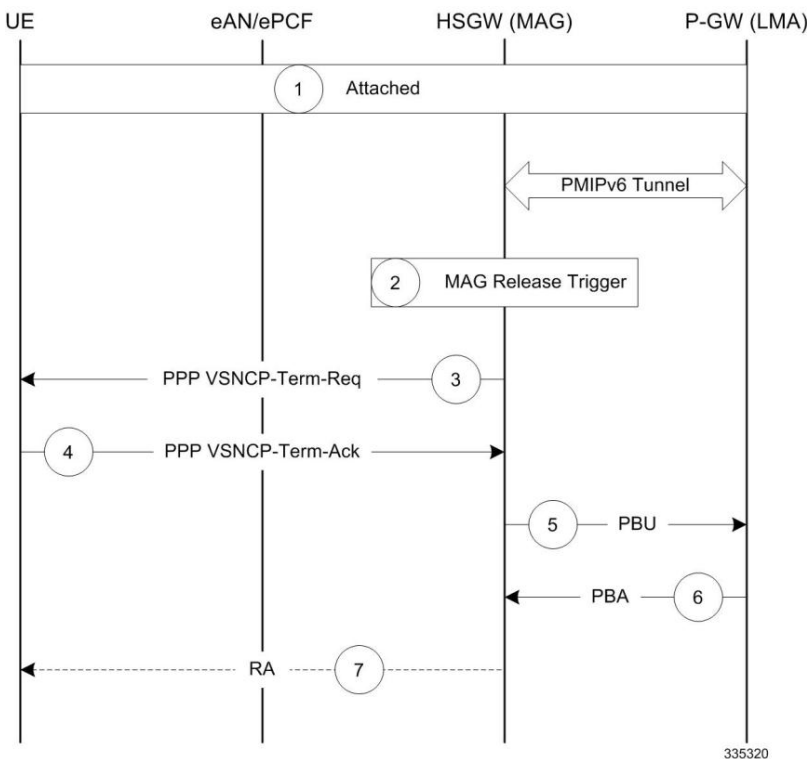 UE eAN/ePCF HSGW (MAG) P-GW (LMA)
1 Attached
PMIPv6 Tunnel
2 MAG Release Trigger
PPP VSNCP-Term-Req 3
4 PPP VSNCP-Term-Ack
5 PBU
PBA 6
RA 7
335320